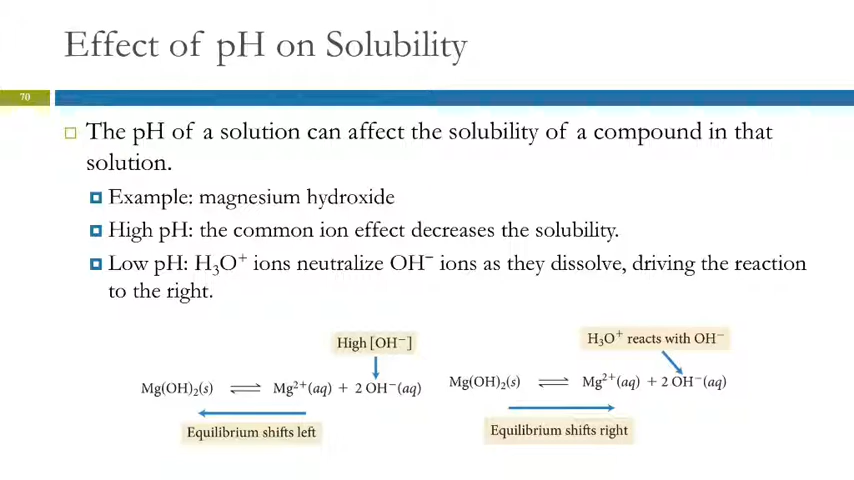 Effect of pH on Solubility
70
The pH of a solution can affect the solubility of a compound in that
solution.
Example: magnesium hydroxide
High pH: the common ion effect decreases the solubility.
Low pH: H₃O⁺ ions neutralize OH⁻ ions as they dissolve, driving the reaction
to the right.
High [OH⁻]
Mg(OH)₂(s) ⇌ Mg²⁺(aq) + 2 OH⁻(aq)
Equilibrium shifts left
H₃O⁺ reacts with OH⁻
Mg(OH)₂(s) ⇌ Mg²⁺(aq) + 2 OH⁻(aq)
Equilibrium shifts right